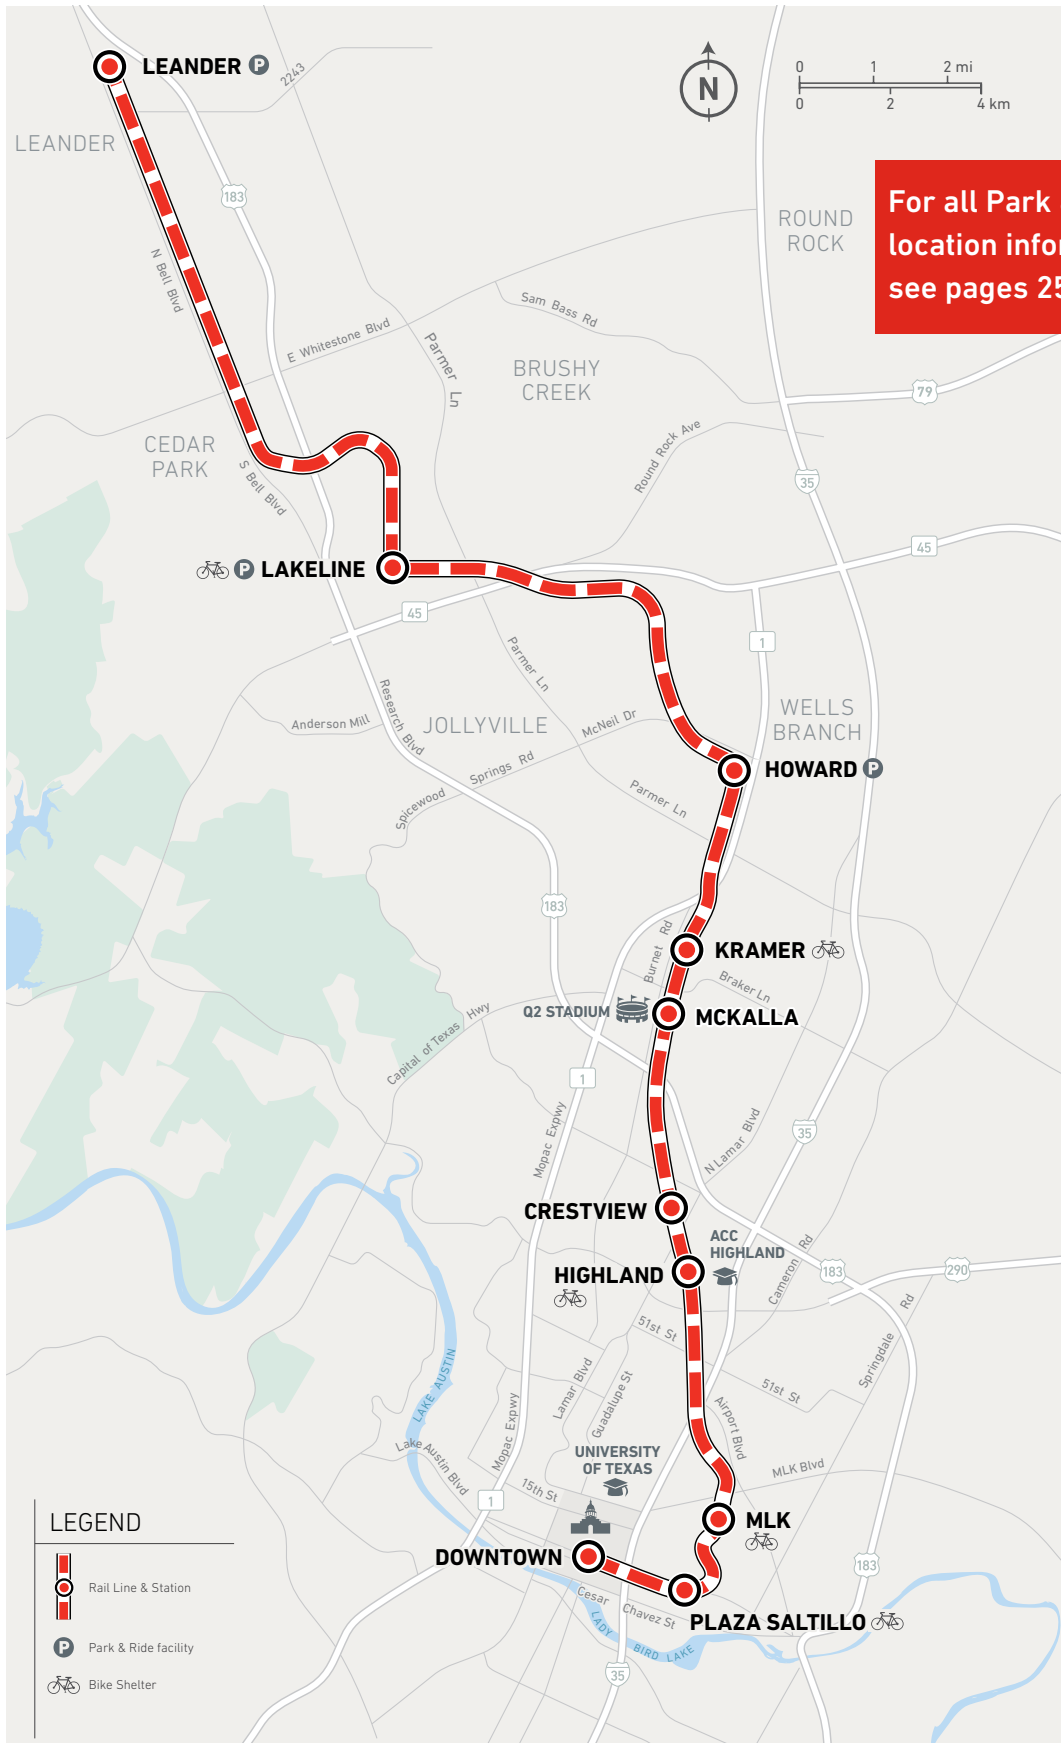 LEANDER P
2243
N
0 1 2 mi
0 2 4 km
LEANDER
183
For all Park
location infor
see pages 25
ROUND
ROCK
N Bell Blvd
Sam Bass Rd
E Whitestone Blvd
Parmer Ln
BRUSHY
CREEK
79
CEDAR
PARK
Round Rock Ave
S Bell Blvd
35
45
P LAKELINE
45
1
Parmer Ln
Research Blvd
WELLS
BRANCH
Anderson Mill
JOLLYVILLE
McNeil Dr
HOWARD P
Springs Rd
Spicewood
Parmer Ln
183
Burnet Rd
KRAMER
Braker Ln
Q2 STADIUM
MCKALLA
Capital of Texas Hwy
1
Mopac Expwy
N Lamar Blvd
35
CRESTVIEW
ACC
HIGHLAND
HIGHLAND
Cameron Rd
183
290
51st St
Springdale Rd
LAKE AUSTIN
Lamar Blvd
Guadalupe St
51st St
Mopac Expwy
Airport Blvd
Lake Austin Blvd
UNIVERSITY
OF TEXAS
MLK Blvd
15th St
1
MLK
DOWNTOWN
183
Cesar Chavez St
PLAZA SALTILLO
LADY BIRD LAKE
35
LEGEND
Rail Line & Station
P Park & Ride facility
Bike Shelter